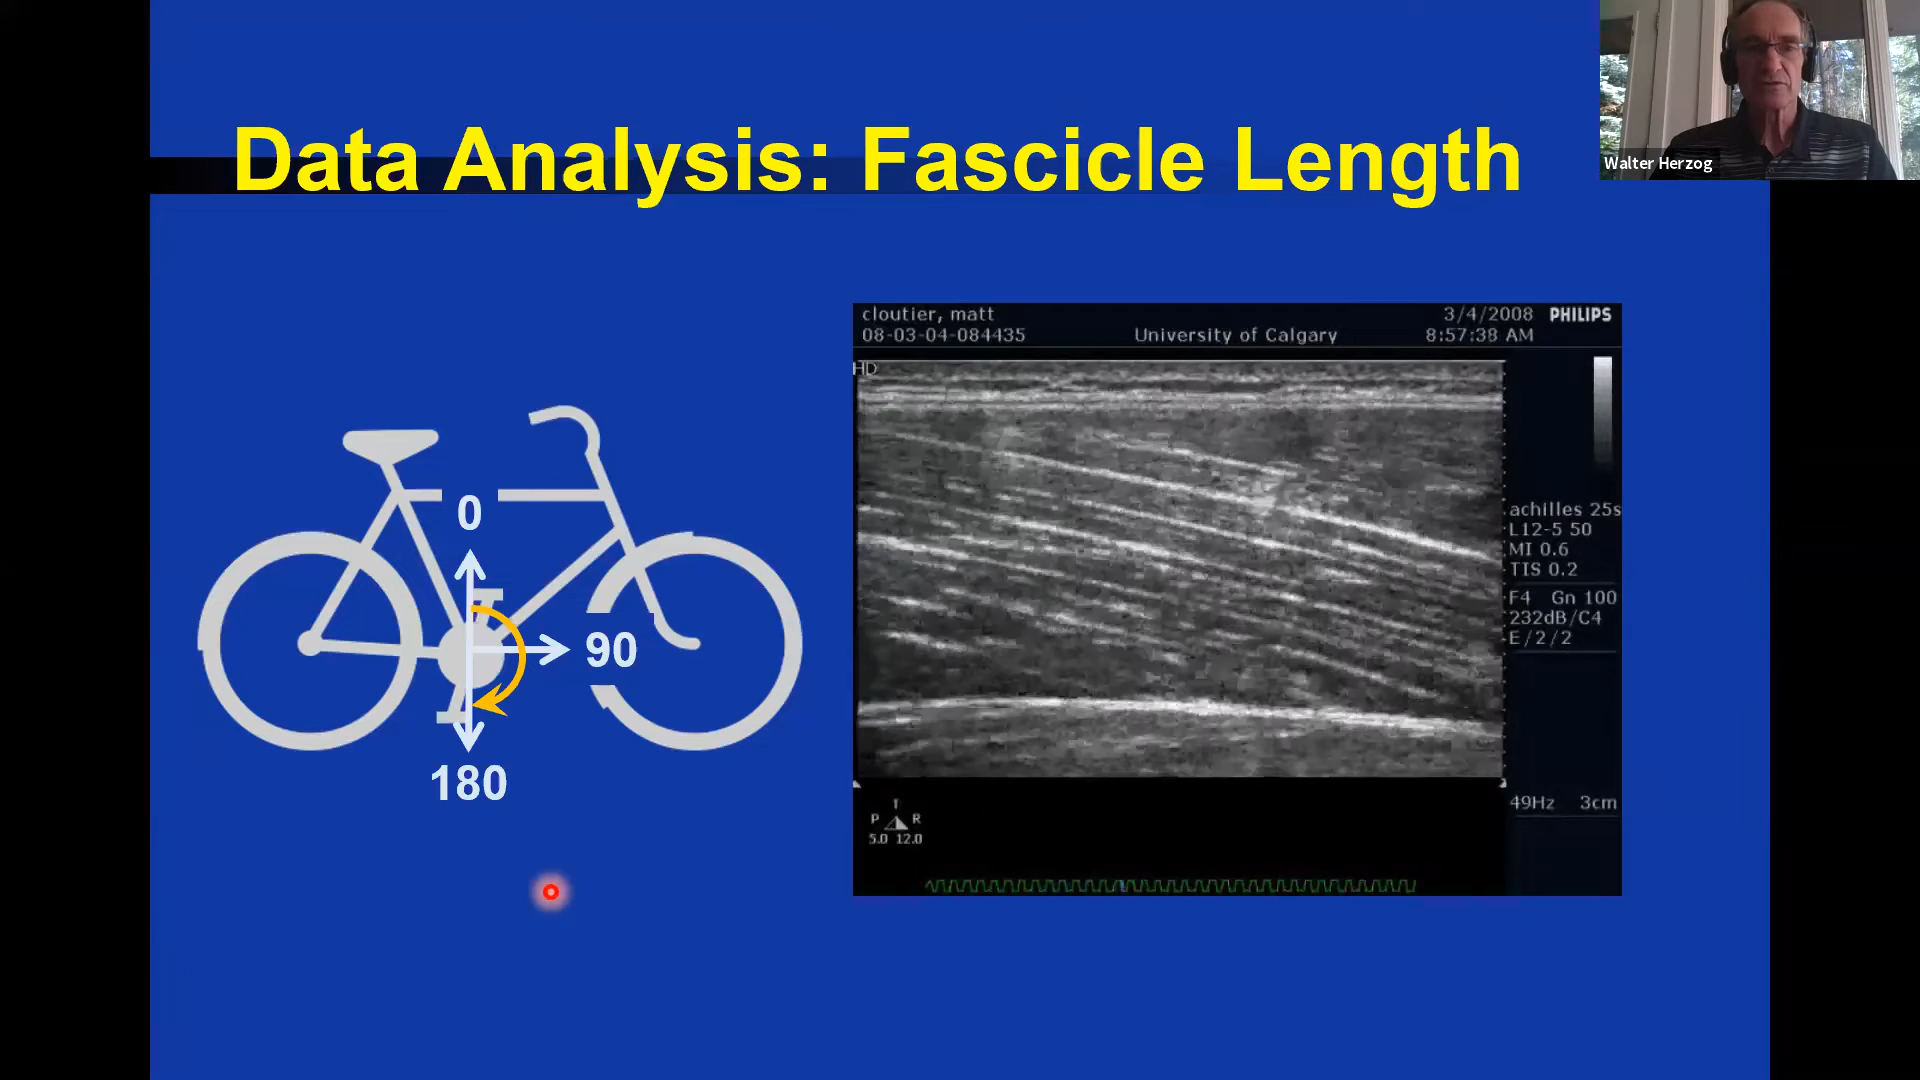 Data Analysis: Fascicle Length
Walter Herzog
0
90
180
cloutier, matt
3/4/2008 PHILIPS
08-03-04-084435
University of Calgary
8:57:38 AM
HD
achilles 25s
L12-5 50
MI 0.6
TIS 0.2
F4 Gn 100
232dB/C4
E/2/2
49Hz 3cm
T
P R
5.0 12.0